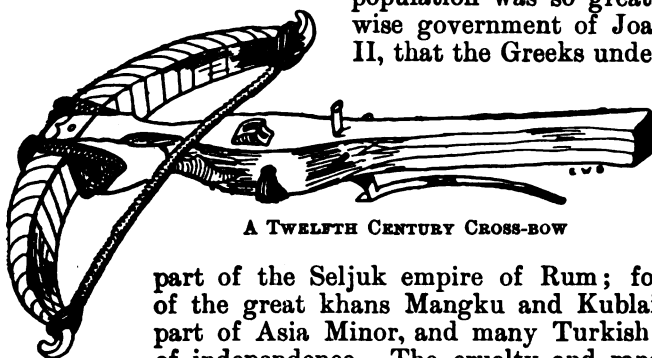 population was so great
wise government of Joa
II, that the Greeks unde
A TWELFTH CENTURY CROSS-BOW
part of the Seljuk empire of Rum; fo
of the great khans Mangku and Kublai
part of Asia Minor, and many Turkish
of independence. The cruelty and